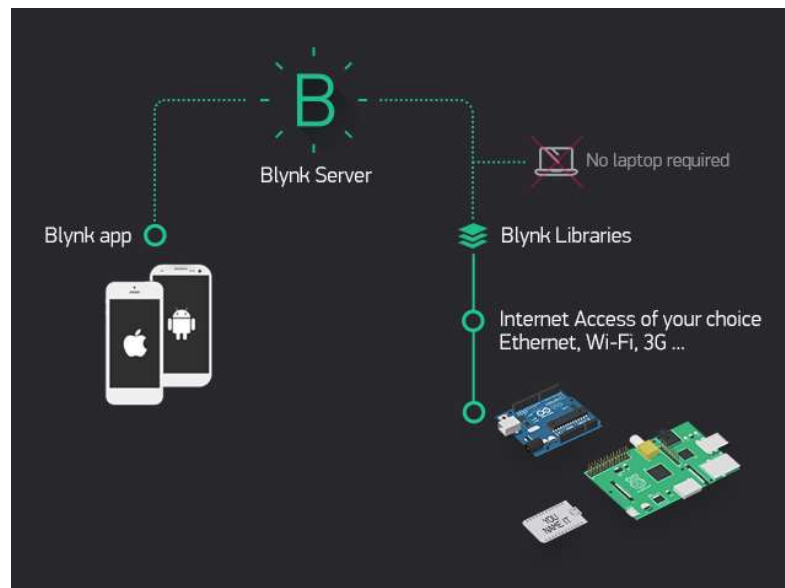 B
Blynk Server
No laptop required
Blynk app
Blynk Libraries
Internet Access of your choice
Ethernet, Wi-Fi, 3G ...
YOU
NAME IT